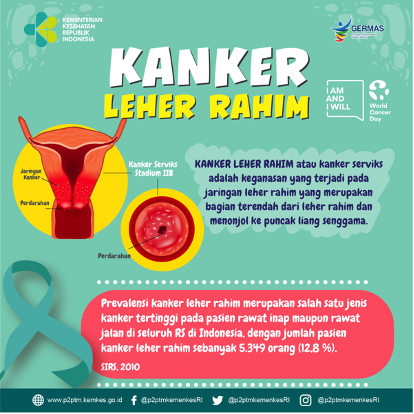 KEMENTERIAN
KESEHATAN
REPUBLIK
INDONESIA
GERMAS
KANKER
LEHER RAHIM
I AM
AND I
WILL
World
Cancer
Day
Jaringan
Kanker
Perdarahan
Kanker Serviks
Stadium IIB
Perdarahan
KANKER LEHER RAHIM atau kanker serviks
adalah keganasan yang terjadi pada
jaringan leher rahim yang merupakan
bagian terendah dari leher rahim dan
menonjol ke puncak liang senggama.
Prevalensi kanker leher rahim merupakan salah satu jenis
kanker tertinggi pada pasien rawat inap maupun rawat
jalan di seluruh RS di Indonesia, dengan jumlah pasien
kanker leher rahim sebanyak 5.349 orang (12,8 %).
SIRS, 2010
www.p2ptm.kemkes.go.id
@p2ptmkemenkesRI
@p2ptmkemenkesRI